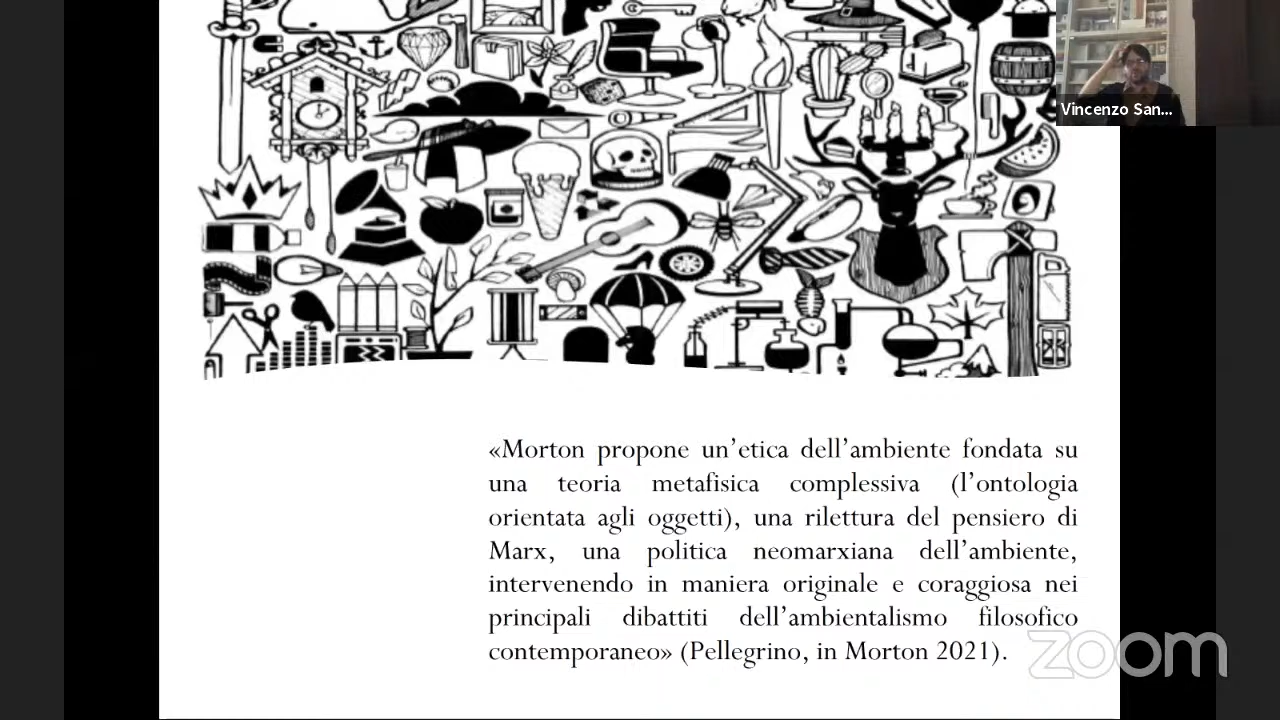 Vincenzo San...
«Morton propone un’etica dell’ambiente fondata su
una teoria metafisica complessiva (l’ontologia
orientata agli oggetti), una rilettura del pensiero di
Marx, una politica neomarxiana dell’ambiente,
intervenendo in maniera originale e coraggiosa nei
principali dibattiti dell’ambientalismo filosofico
contemporaneo» (Pellegrino, in Morton 2021).
zoom